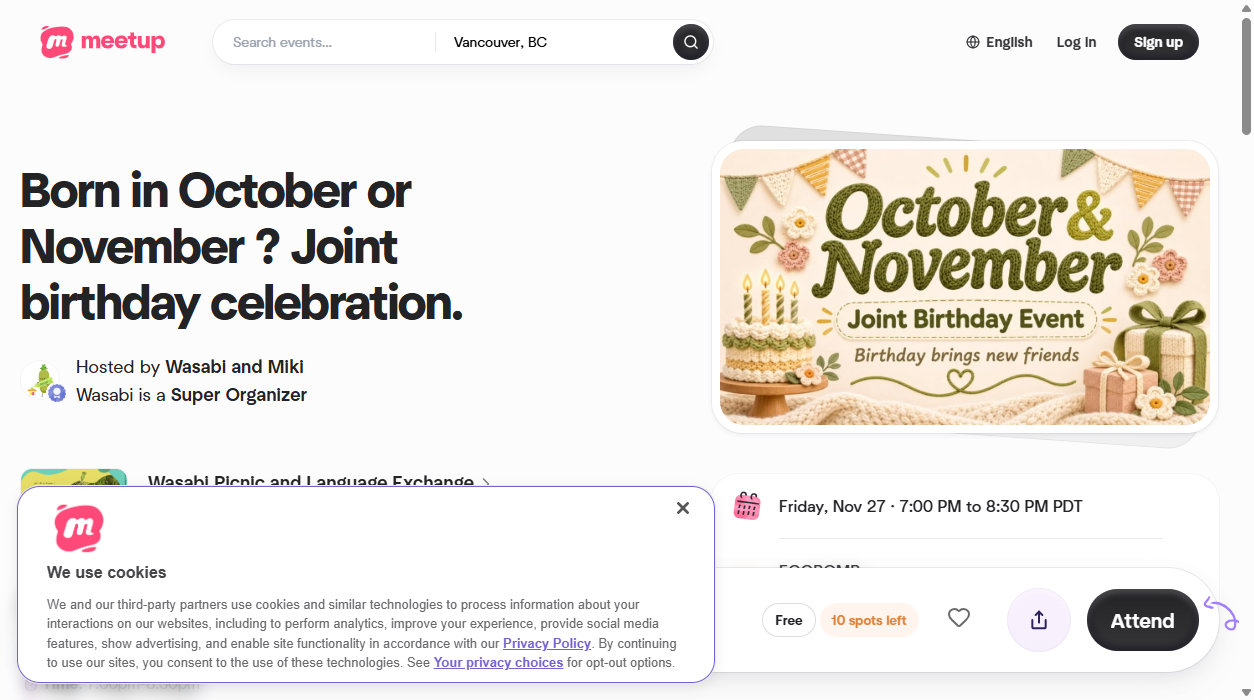 meetup
Search events...
Vancouver, BC
English
Log in
Sign up
Born in October or
November ? Joint
birthday celebration.
Hosted by Wasabi and Miki
Wasabi is a Super Organizer
October &
November
Joint Birthday Event
Birthday brings new friends
Wasabi Picnic and Language Exchange
Friday, Nov 27 · 7:00 PM to 8:30 PM PDT
We use cookies
We and our third-party partners use cookies and similar technologies to process information about your
interactions on our websites, including to perform analytics, improve your experience, provide social media
features, show advertising, and enable site functionality in accordance with our Privacy Policy. By continuing
to use our sites, you consent to the use of these technologies. See Your privacy choices for opt-out options.
Free
10 spots left
Attend